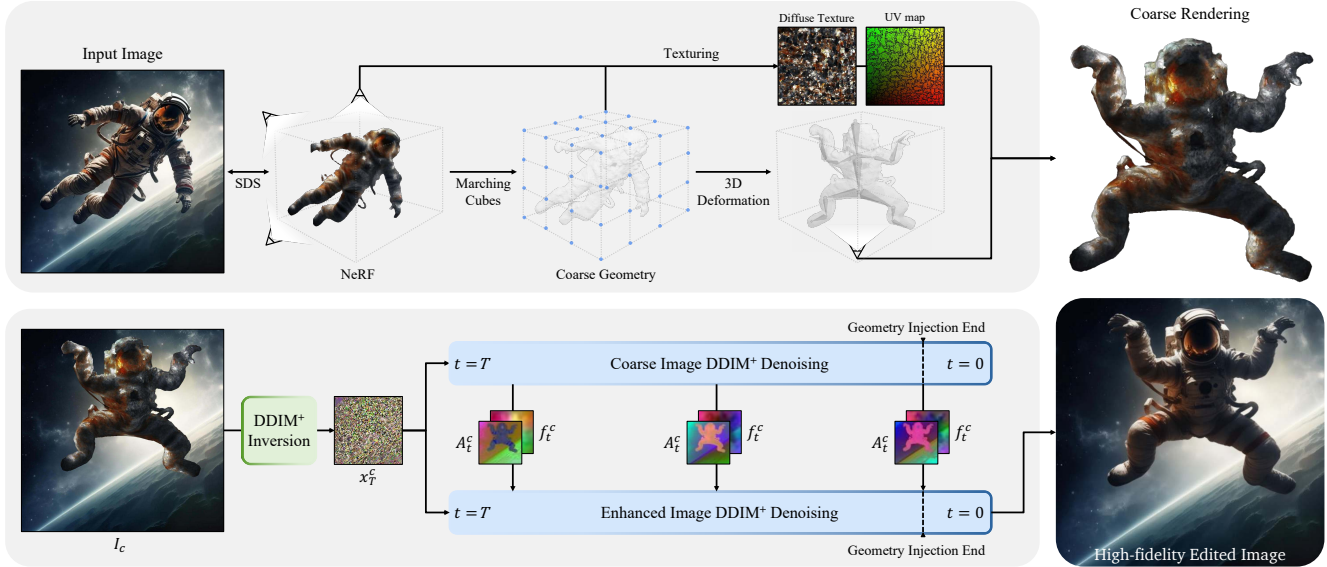 Diffuse Texture
UV map
Coarse Rendering
Input Image
Texturing
SDS
Marching
Cubes
3D
Deformation
NeRF
Coarse Geometry
Geometry Injection End
t = T
Coarse Image DDIM⁺ Denoising
t = 0
DDIM⁺
Inversion
A_t^c
f_t^c
A_t^c
f_t^c
A_t^c
f_t^c
x_T^c
t = T
Enhanced Image DDIM⁺ Denoising
t = 0
I_c
Geometry Injection End
High-fidelity Edited Image